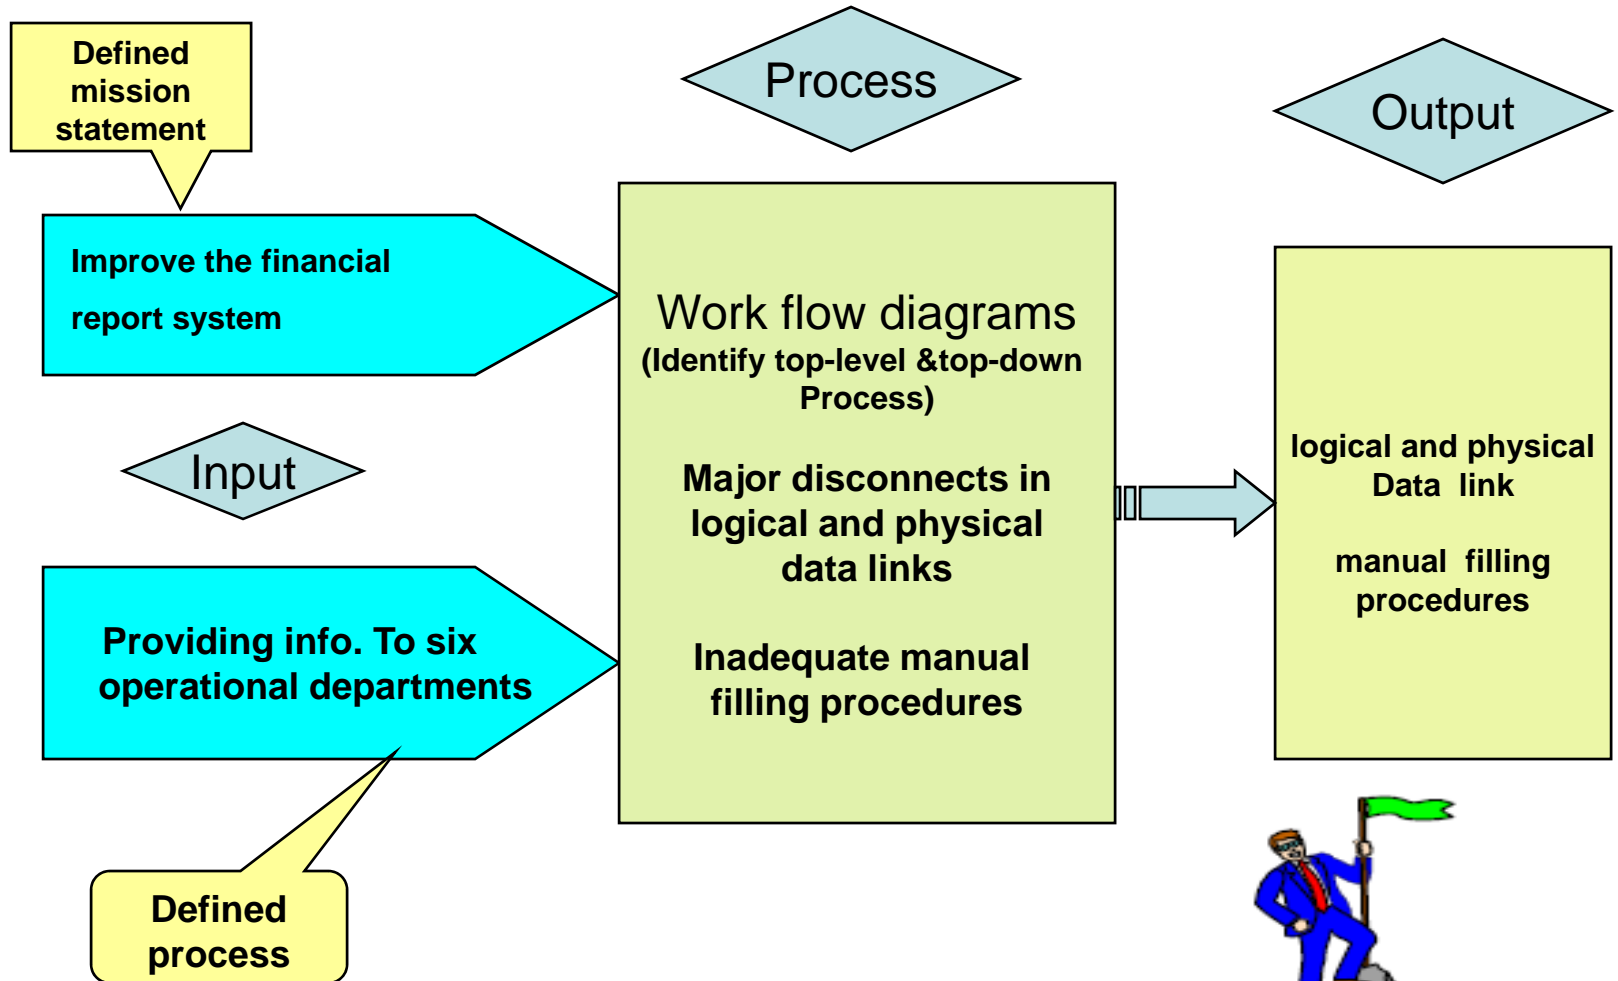 Defined
mission
statement
Process
Output
Improve the financial
report system
Input
Work flow diagrams
(Identify top-level &top-down
Process)
Major disconnects in
logical and physical
data links
Inadequate manual
filling procedures
logical and physical
Data link
manual filling
procedures
Providing info. To six
operational departments
Defined
process